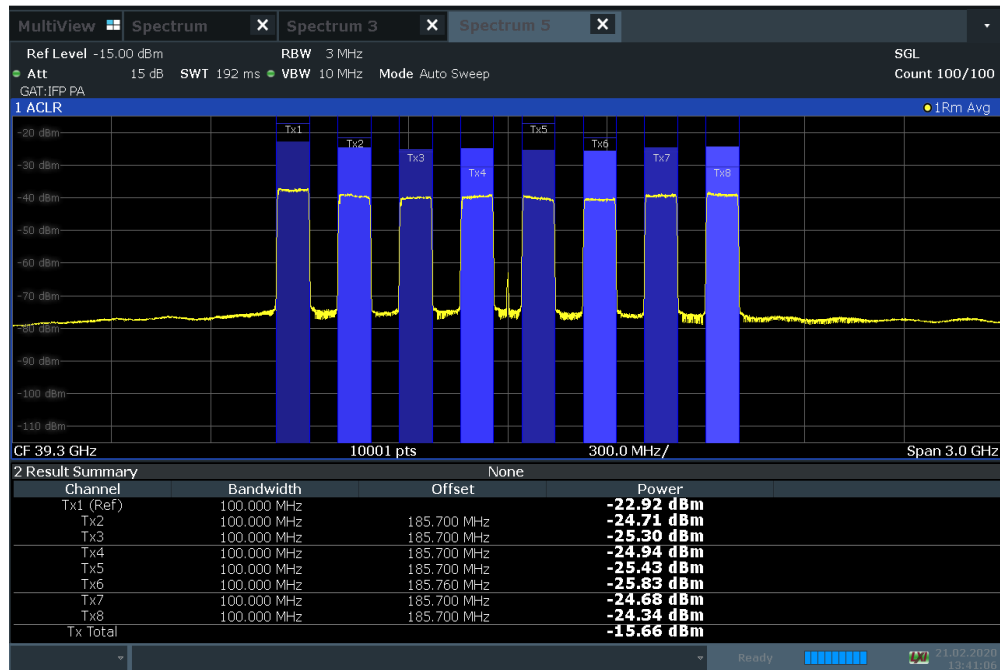 MultiView Spectrum X Spectrum 3 X Spectrum 5 X
Ref Level -15.00 dBm RBW 3 MHz SGL
Att 15 dB SWT 192 ms VBW 10 MHz Mode Auto Sweep Count 100/100
GAT:IFP PA
1 ACLR 1Rm Avg
Tx1 Tx2 Tx3 Tx4 Tx5 Tx6 Tx7 Tx8
-20 dBm
-30 dBm
-40 dBm
-50 dBm
-60 dBm
-70 dBm
-80 dBm
-90 dBm
-100 dBm
-110 dBm
CF 39.3 GHz 10001 pts 300.0 MHz/ Span 3.0 GHz
2 Result Summary None
Channel Bandwidth Offset Power
Tx1 (Ref) 100.000 MHz -22.92 dBm
Tx2 100.000 MHz 185.700 MHz -24.71 dBm
Tx3 100.000 MHz 185.700 MHz -25.30 dBm
Tx4 100.000 MHz 185.700 MHz -24.94 dBm
Tx5 100.000 MHz 185.700 MHz -25.43 dBm
Tx6 100.000 MHz 185.760 MHz -25.83 dBm
Tx7 100.000 MHz 185.700 MHz -24.68 dBm
Tx8 100.000 MHz 185.700 MHz -24.34 dBm
Tx Total -15.66 dBm
Ready LXI 21.02.2020
13:41:06